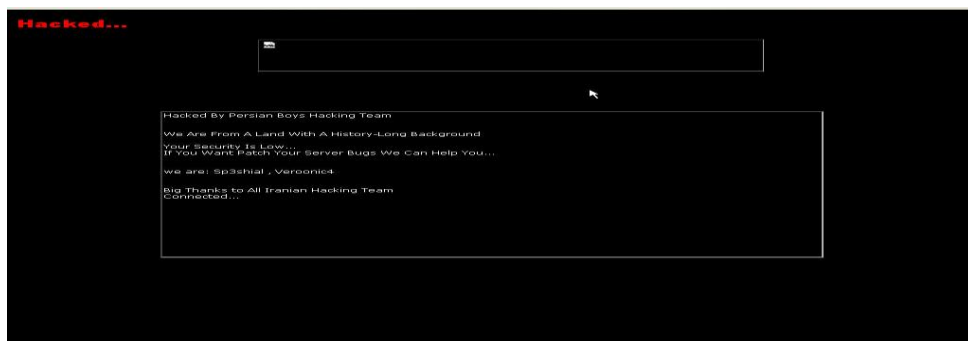 Hacked...
Hacked By Persian Boys Hacking Team
We Are From A Land With A History-Long Background
Your Security Is Low...
If You Want Patch Your Server Bugs We Can Help You...
we are: Sp3shial , Veroonic4
Big Thanks to All Iranian Hacking Team
Connected...